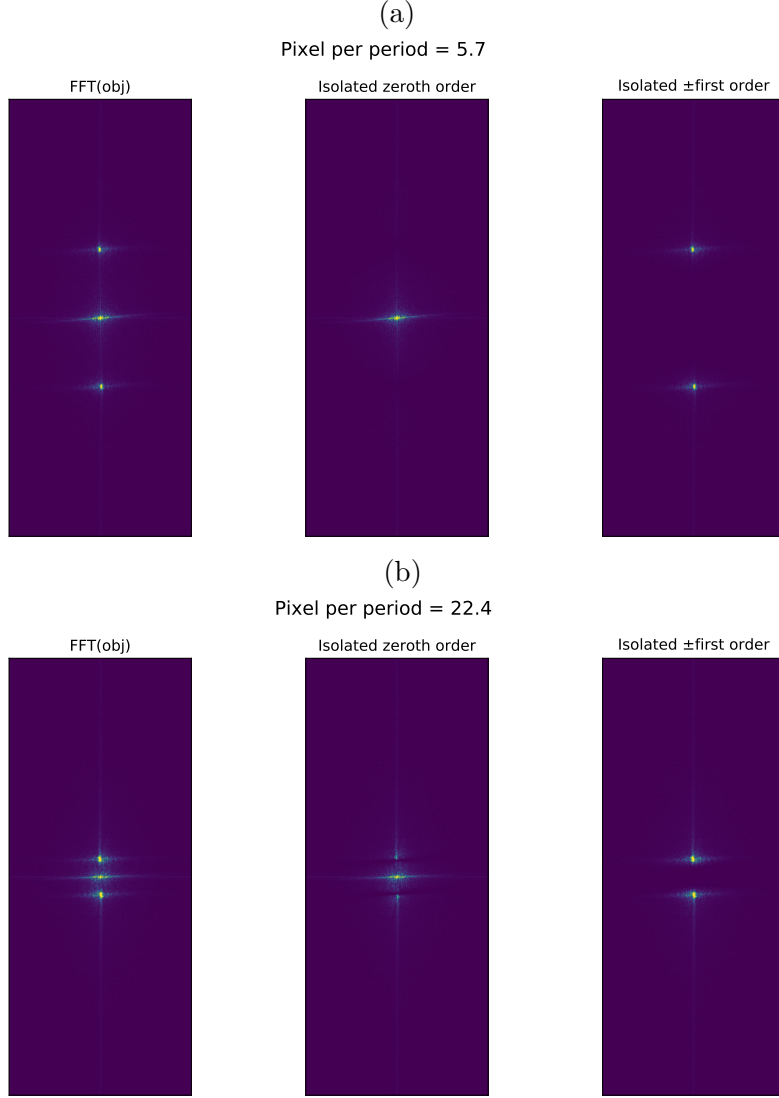 (a)
Pixel per period = 5.7
FFT(obj)
Isolated zeroth order
Isolated ±first order
(b)
Pixel per period = 22.4
FFT(obj)
Isolated zeroth order
Isolated ±first order